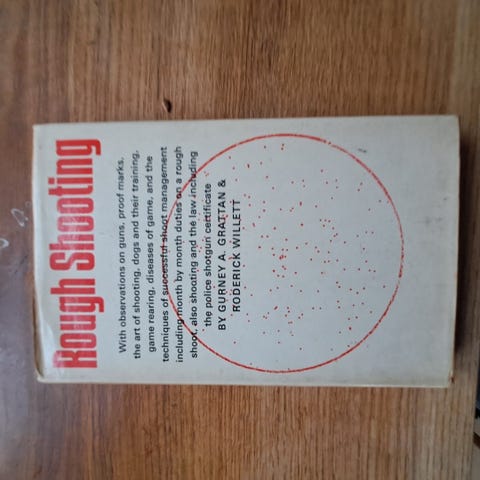 Rough Shooting
With observations on guns, proof marks,
the art of shooting, dogs and their training,
game rearing, diseases of game, and the
techniques of successful shoot management
including month by month duties on a rough
shoot, also shooting and the law including
the police shotgun certificate
BY GURNEY A. GRATTAN &
RODERICK WILLETT